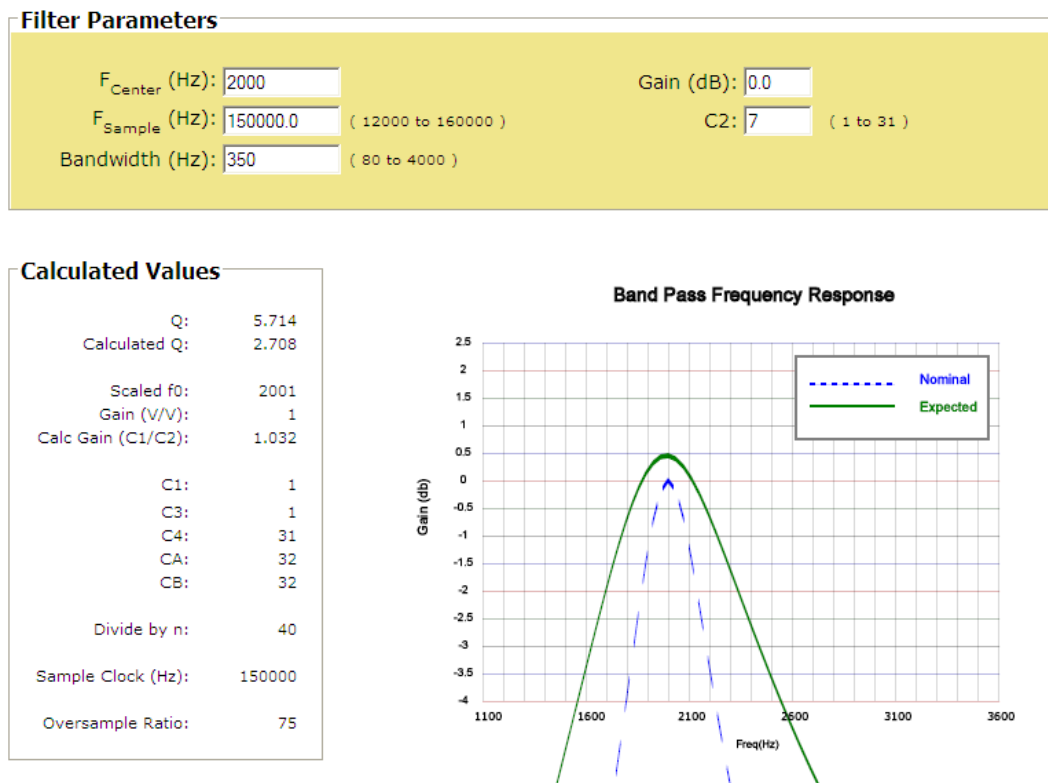 Filter Parameters
FCenter (Hz): 2000
Gain (dB): 0.0
FSample (Hz): 150000.0 ( 12000 to 160000 )
C2: 7 ( 1 to 31 )
Bandwidth (Hz): 350 ( 80 to 4000 )
Calculated Values
Q: 5.714
Calculated Q: 2.708
Scaled f0: 2001
Gain (V/V): 1
Calc Gain (C1/C2): 1.032
C1: 1
C3: 1
C4: 31
CA: 32
CB: 32
Divide by n: 40
Sample Clock (Hz): 150000
Oversample Ratio: 75
Band Pass Frequency Response
Nominal
Expected
Gain (db)
2.5
2
1.5
1
0.5
0
-0.5
-1
-1.5
-2
-2.5
-3
-3.5
-4
1100 1600 2100 2600 3100 3600
Freq(Hz)